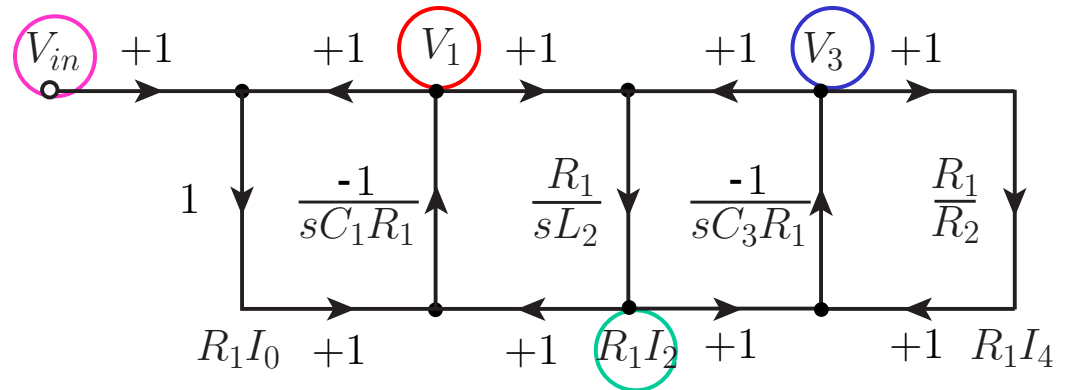 V_in +1 +1 V_1 +1 +1 V_3 +1
1 -1/sC_1R_1 R_1/sL_2 -1/sC_3R_1 R_1/R_2
R_1I_0 +1 +1 R_1I_2 +1 +1 R_1I_4